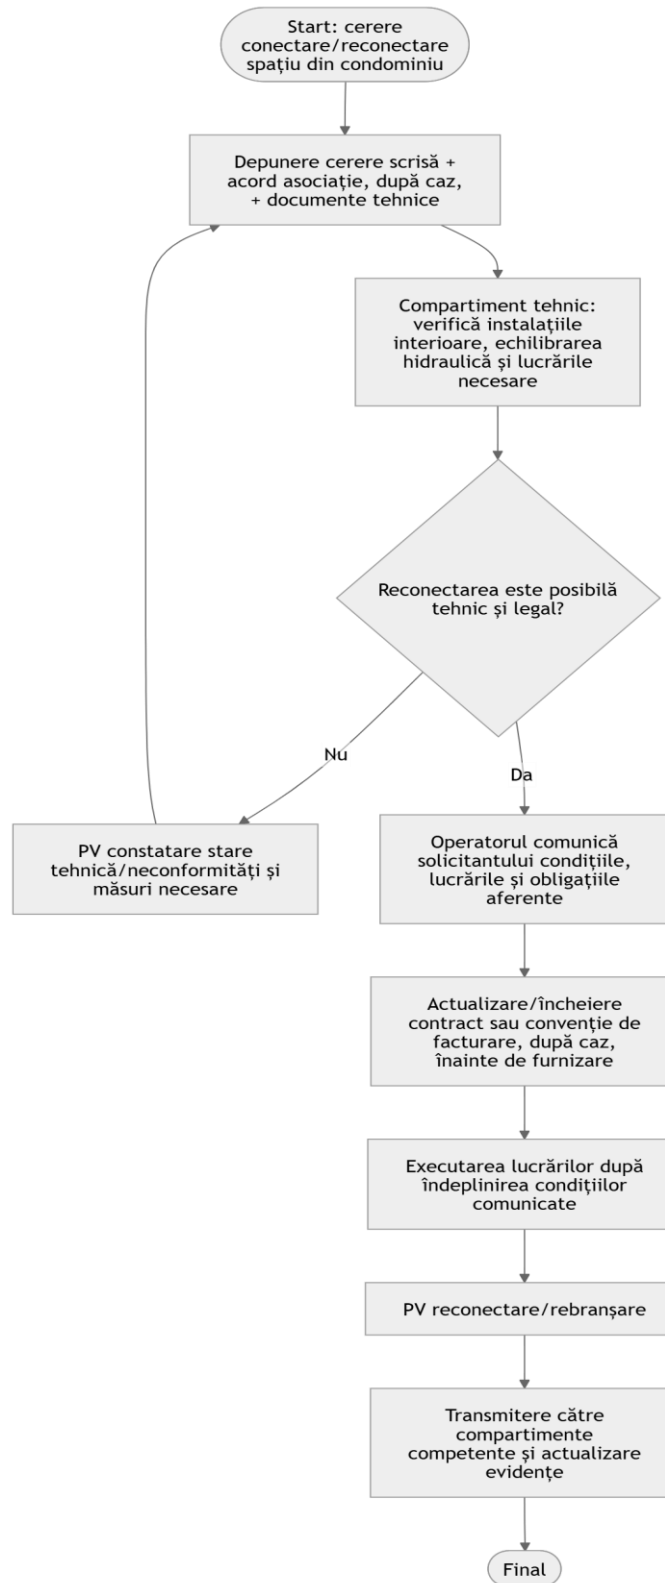 Start: cerere
conectare/reconectare
spațiu din condominiu
Depunere cerere scrisă +
acord asociație, după caz,
+ documente tehnice
Compartiment tehnic:
verifică instalațiile
interioare, echilibrarea
hidraulică și lucrările
necesare
Reconectarea este posibilă
tehnic și legal?
Nu
Da
PV constatare stare
tehnică/neconformități și
măsuri necesare
Operatorul comunică
solicitantului condițiile,
lucrările și obligațiile
aferente
Actualizare/încheiere
contract sau convenție de
facturare, după caz,
înainte de furnizare
Executarea lucrărilor după
îndeplinirea condițiilor
comunicate
PV reconectare/rebranșare
Transmitere către
compartimente
competente și actualizare
evidențe
Final